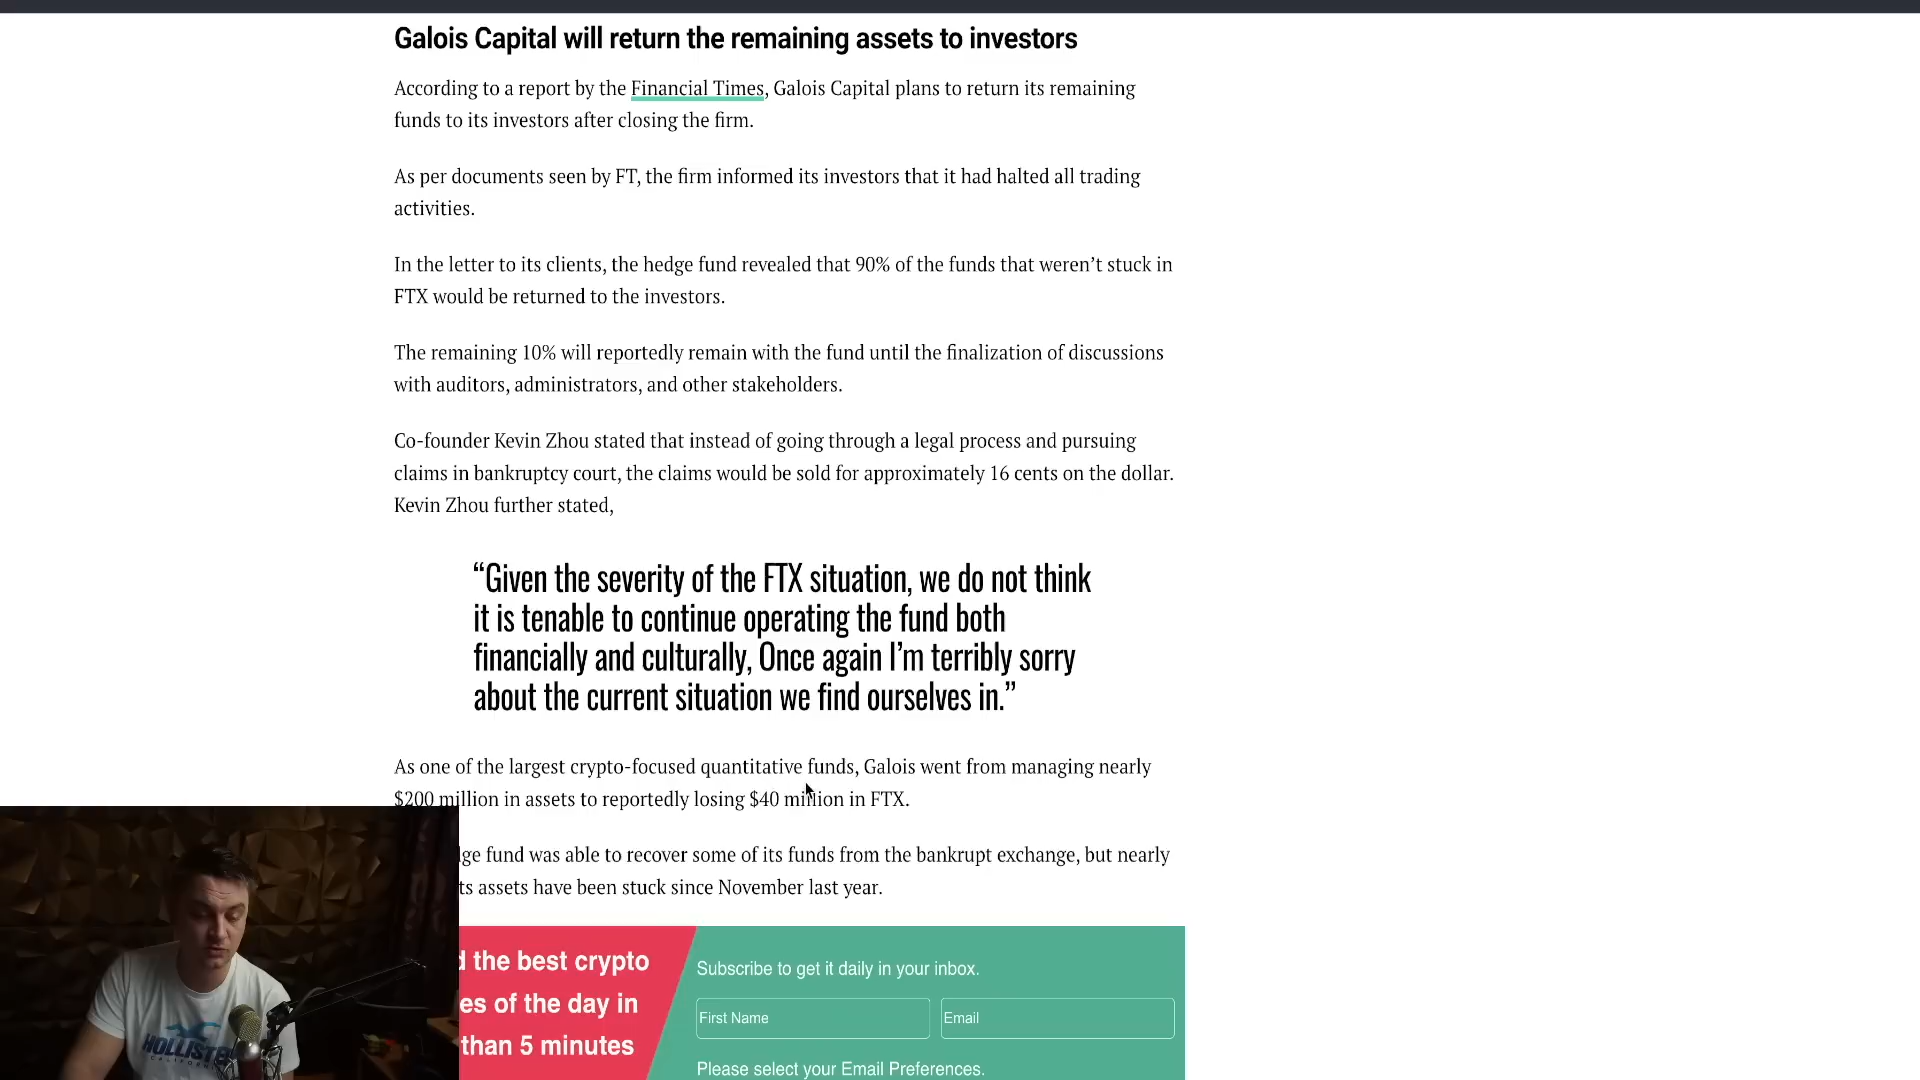 Galois Capital will return the remaining assets to investors
According to a report by the Financial Times, Galois Capital plans to return its remaining
funds to its investors after closing the firm.
As per documents seen by FT, the firm informed its investors that it had halted all trading
activities.
In the letter to its clients, the hedge fund revealed that 90% of the funds that weren’t stuck in
FTX would be returned to the investors.
The remaining 10% will reportedly remain with the fund until the finalization of discussions
with auditors, administrators, and other stakeholders.
Co-founder Kevin Zhou stated that instead of going through a legal process and pursuing
claims in bankruptcy court, the claims would be sold for approximately 16 cents on the dollar.
Kevin Zhou further stated,
“Given the severity of the FTX situation, we do not think
it is tenable to continue operating the fund both
financially and culturally, Once again I’m terribly sorry
about the current situation we find ourselves in.”
As one of the largest crypto-focused quantitative funds, Galois went from managing nearly
$200 million in assets to reportedly losing $40 million in FTX.
fund was able to recover some of its funds from the bankrupt exchange, but nearly
assets have been stuck since November last year.
the best crypto
of the day in
than 5 minutes
Subscribe to get it daily in your inbox.
First Name
Email
Please select your Email Preferences.